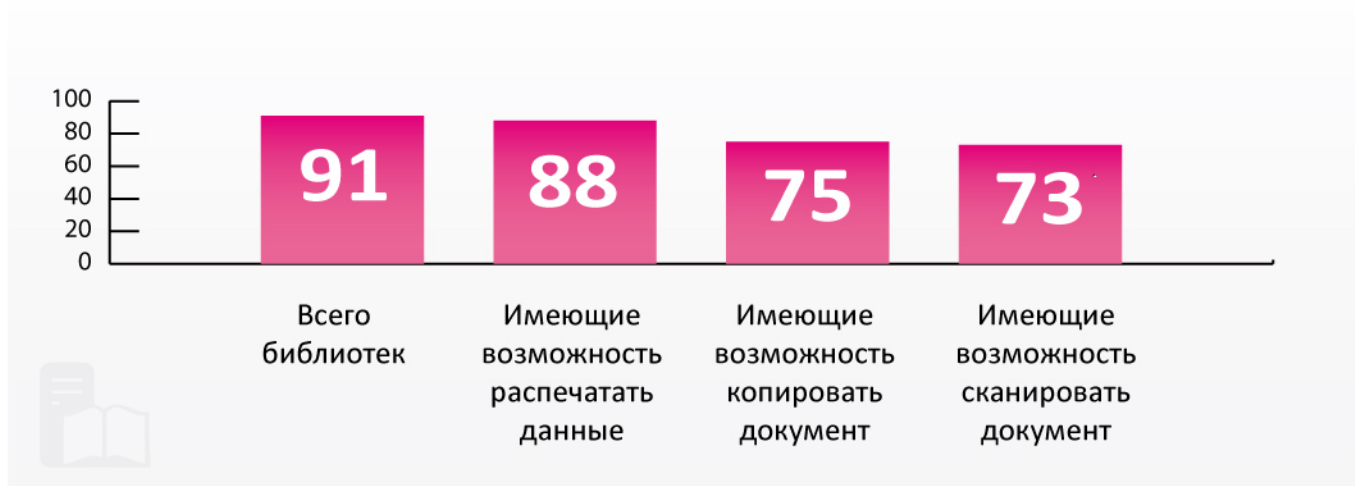 100
80
60
40
20
0
91
88
75
73
Всего
библиотек
Имеющие
возможность
распечатать
данные
Имеющие
возможность
копировать
документ
Имеющие
возможность
сканировать
документ